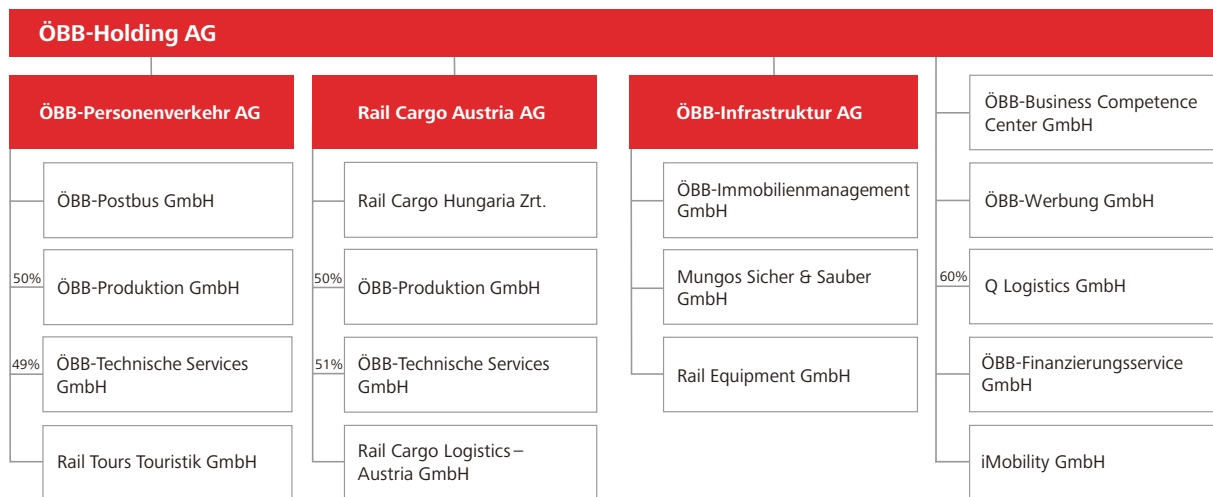 ÖBB-Holding AG
ÖBB-Personenverkehr AG
ÖBB-Postbus GmbH
50%
ÖBB-Produktion GmbH
49%
ÖBB-Technische Services
GmbH
Rail Tours Touristik GmbH
Rail Cargo Austria AG
Rail Cargo Hungaria Zrt.
50%
ÖBB-Produktion GmbH
51%
ÖBB-Technische Services
GmbH
Rail Cargo Logistics –
Austria GmbH
ÖBB-Infrastruktur AG
ÖBB-Immobilienmanagement
GmbH
Mungos Sicher & Sauber
GmbH
Rail Equipment GmbH
ÖBB-Business Competence
Center GmbH
ÖBB-Werbung GmbH
60%
Q Logistics GmbH
ÖBB-Finanzierungsservice
GmbH
iMobility GmbH